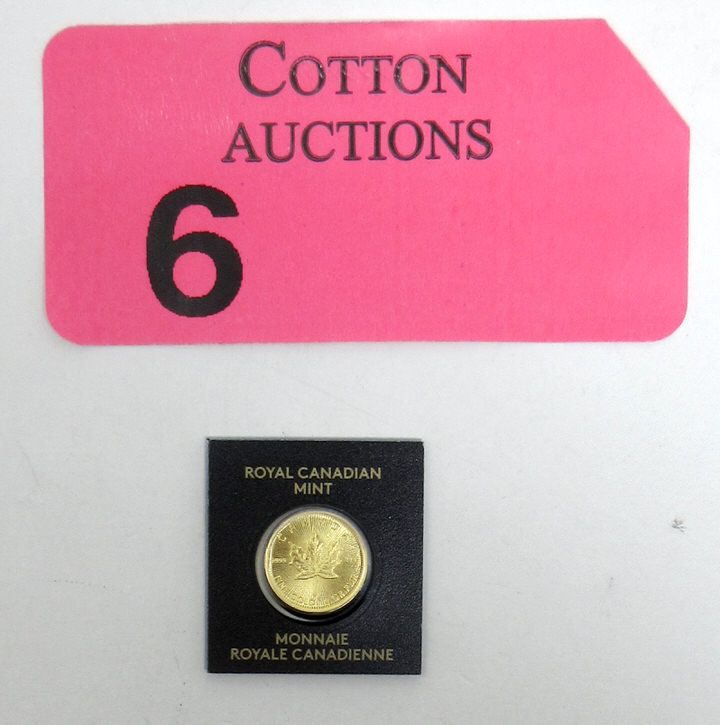 COTTON
AUCTIONS
6
ROYAL CANADIAN
MINT
MONNAIE
ROYALE CANADIENNE